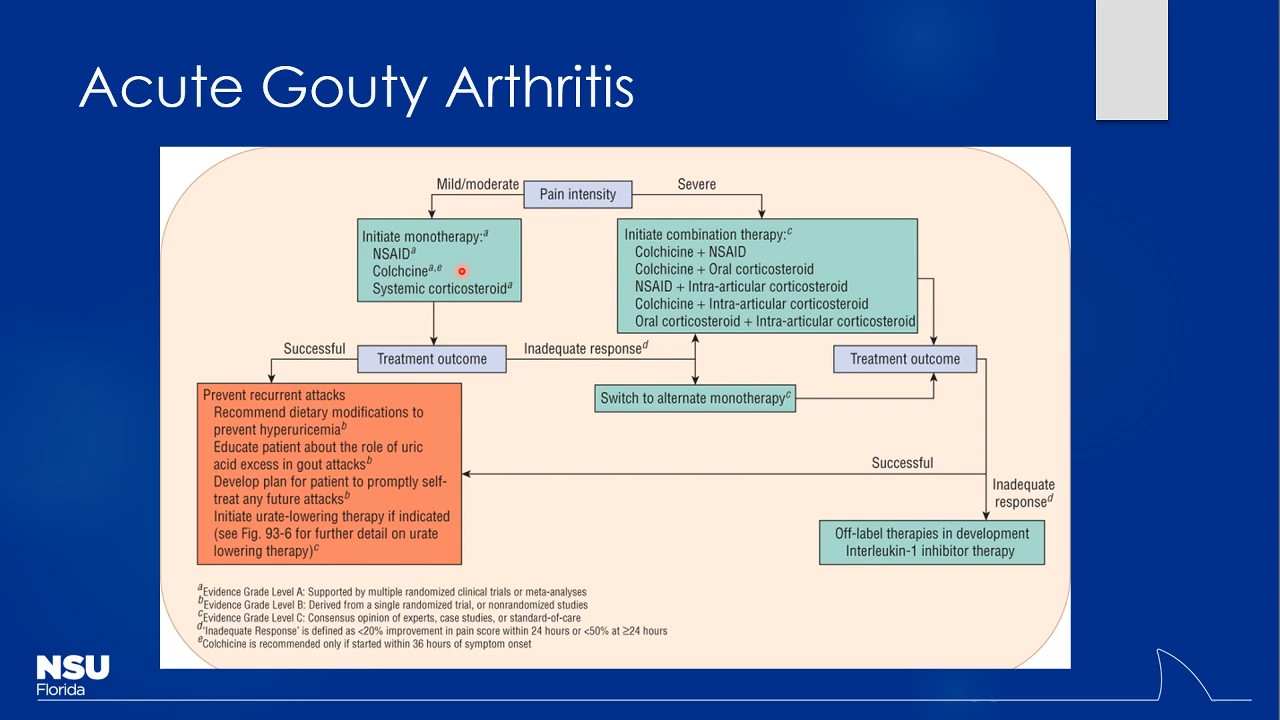 Acute Gouty Arthritis
Mild/moderate
Pain intensity
Severe
Initiate monotherapy:a
NSAIDa
Colchcinea,e
Systemic corticosteroida
Initiate combination therapy:c
Colchicine + NSAID
Colchicine + Oral corticosteroid
NSAID + Intra-articular corticosteroid
Colchicine + Intra-articular corticosteroid
Oral corticosteroid + Intra-articular corticosteroid
Successful
Treatment outcome
Inadequate responsed
Treatment outcome
Switch to alternate monotherapyc
Prevent recurrent attacks
Recommend dietary modifications to
prevent hyperuricemiab
Educate patient about the role of uric
acid excess in gout attacksb
Develop plan for patient to promptly self-
treat any future attacksb
Initiate urate-lowering therapy if indicated
(see Fig. 93-6 for further detail on urate
lowering therapy)c
Successful
Inadequate
responsed
Off-label therapies in development
Interleukin-1 inhibitor therapy
aEvidence Grade Level A: Supported by multiple randomized clinical trials or meta-analyses
bEvidence Grade Level B: Derived from a single randomized trial, or nonrandomized studies
cEvidence Grade Level C: Consensus opinion of experts, case studies, or standard-of-care
d'Inadequate Response' is defined as <20% improvement in pain score within 24 hours or <50% at ≥24 hours
eColchicine is recommended only if started within 36 hours of symptom onset
NSU
Florida